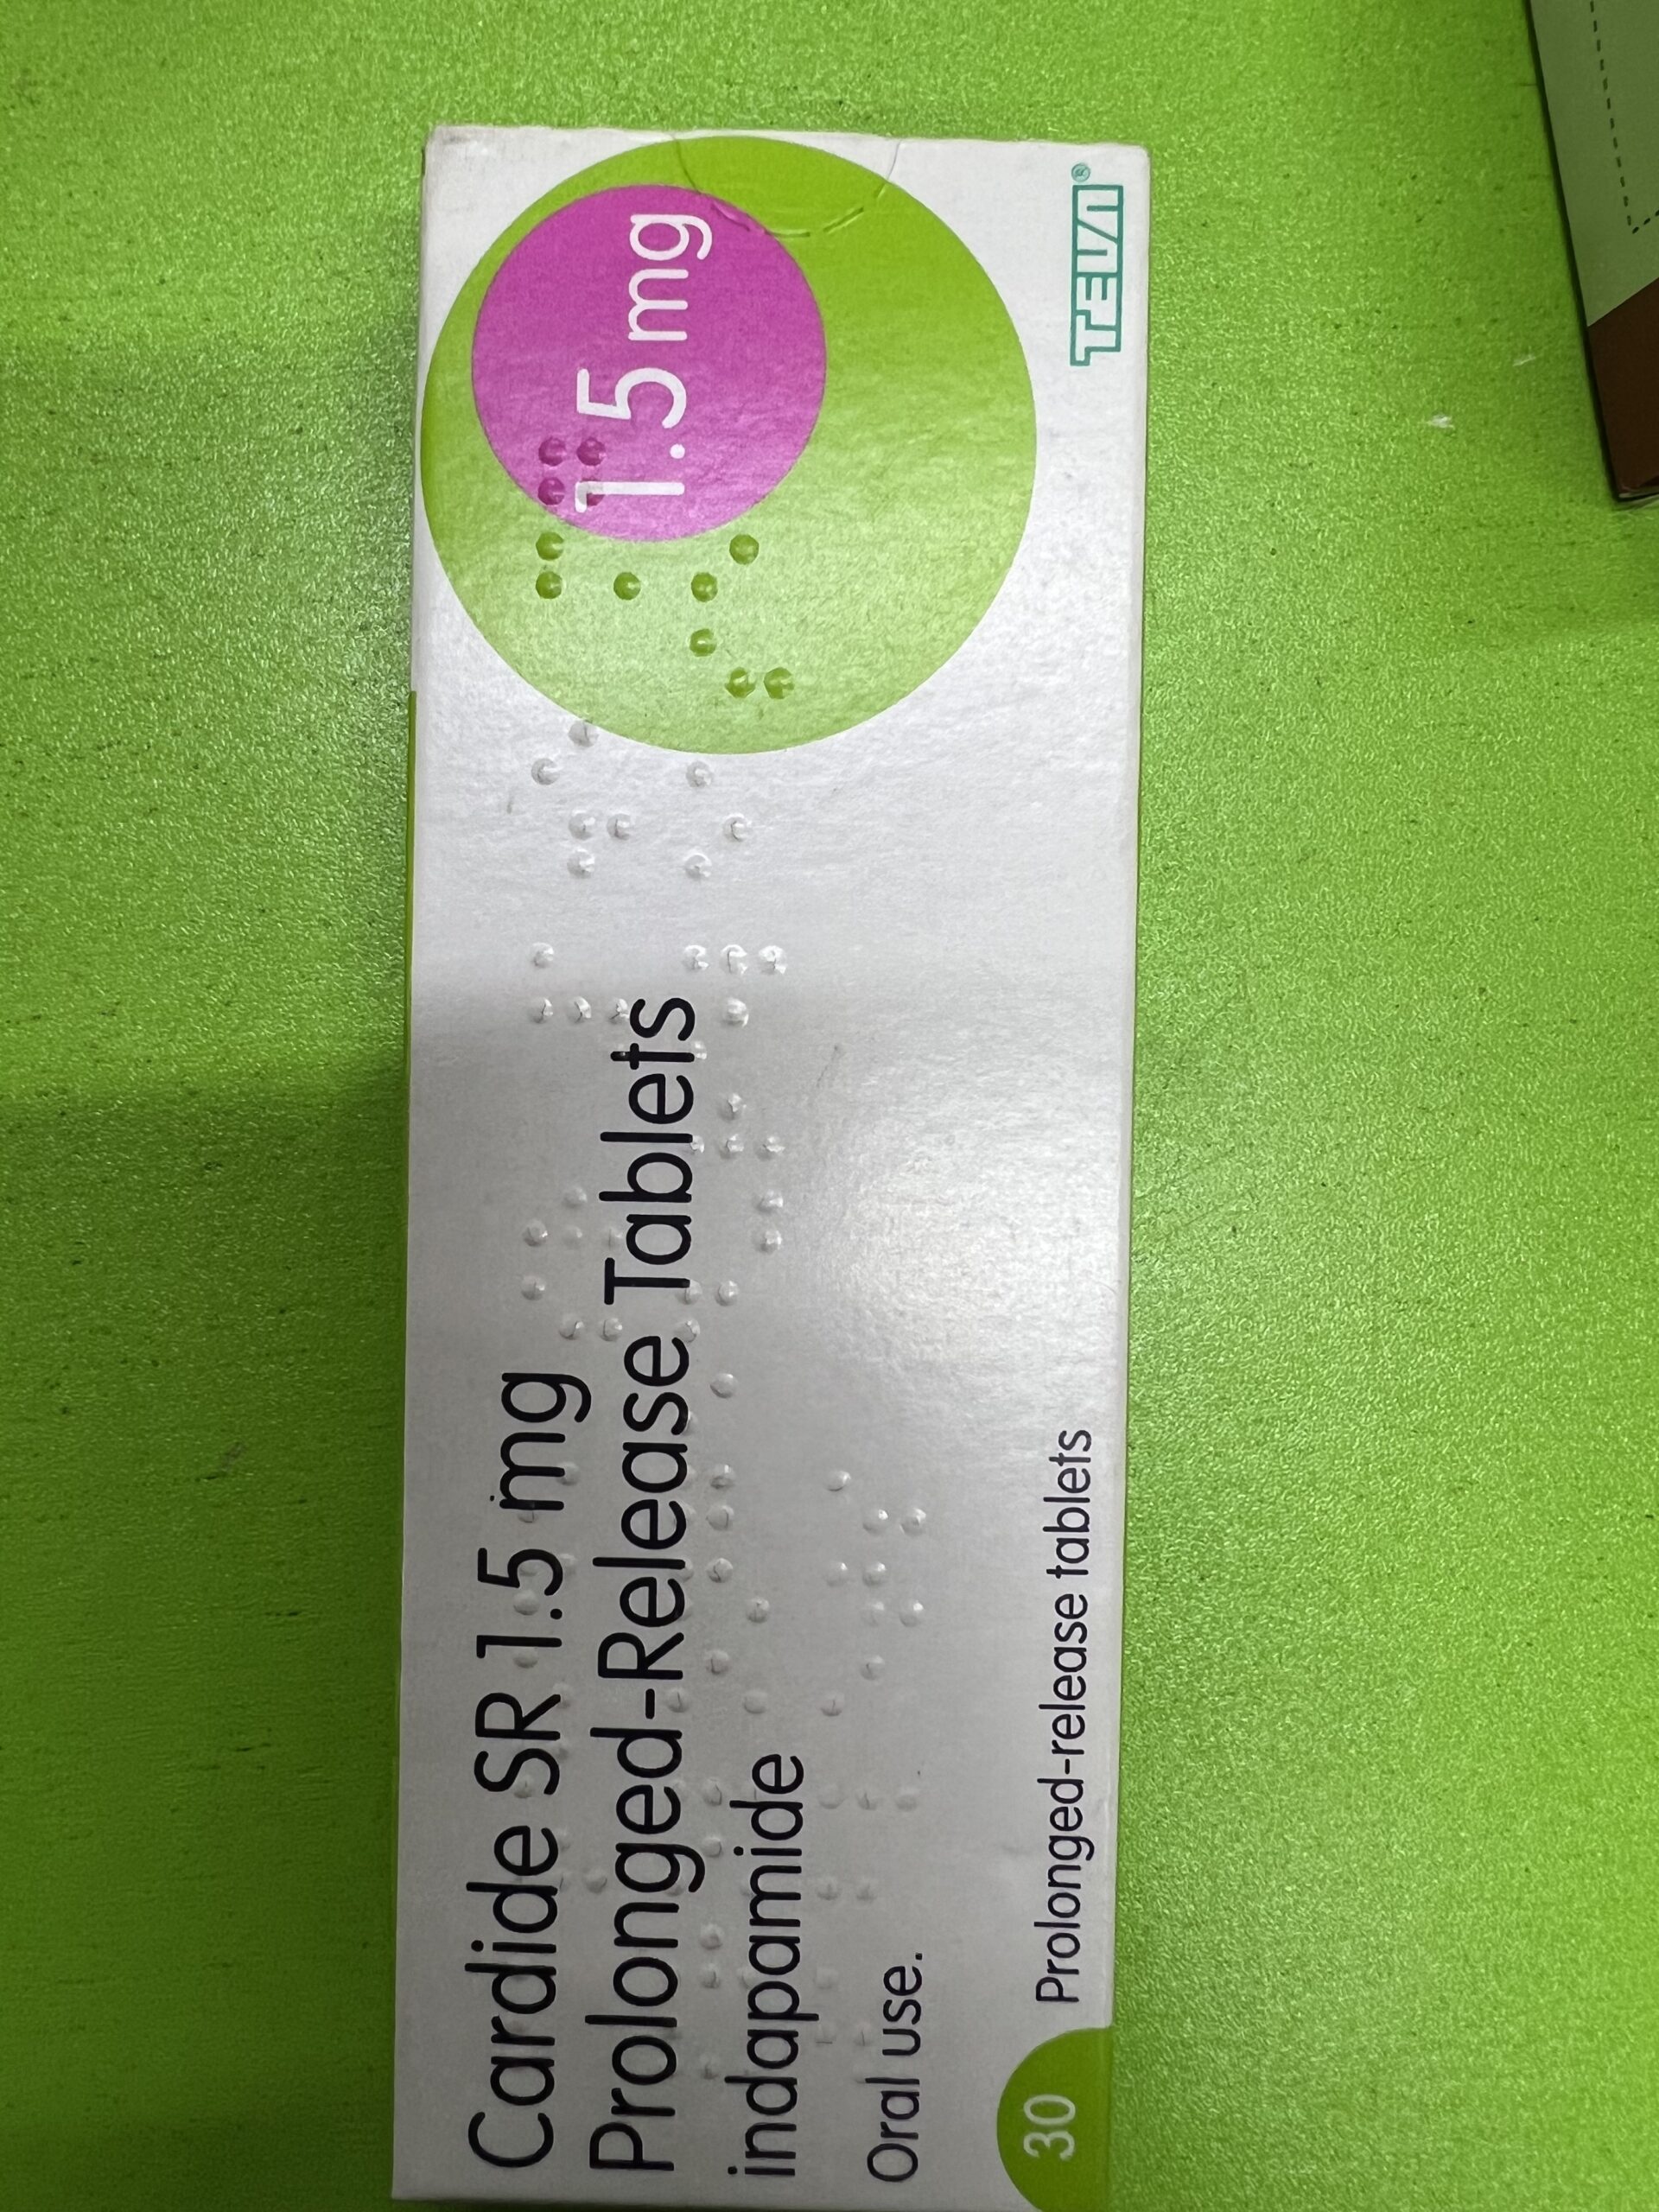 Cardide SR 1.5 mg
Prolonged-Release Tablets
indapamide
Oral use.
30
Prolonged-release tablets
1.5 mg
TEVA®